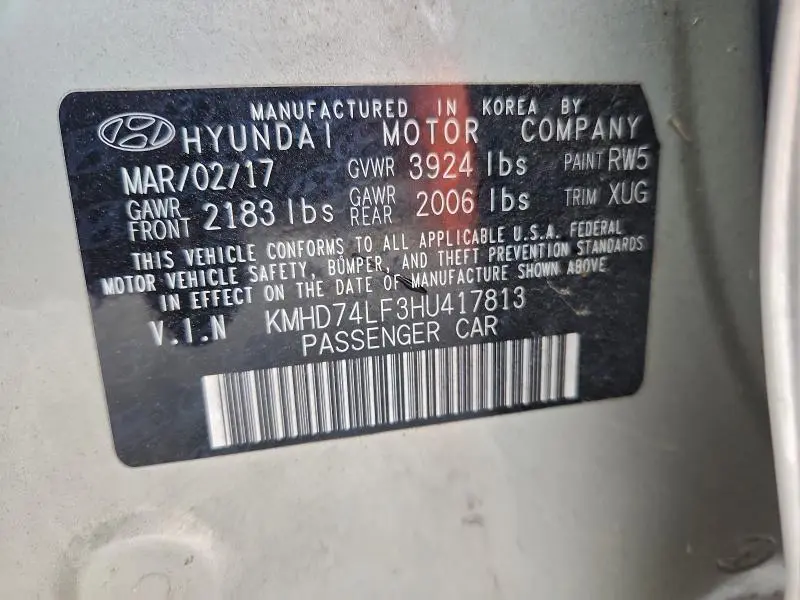 MANUFACTURED IN KOREA BY
HYUNDAI MOTOR COMPANY
MAR/02/17 GVWR 3924 lbs PAINT RW5
GAWR FRONT 2183 lbs GAWR REAR 2006 lbs TRIM XUG
THIS VEHICLE CONFORMS TO ALL APPLICABLE U.S.A. FEDERAL
MOTOR VEHICLE SAFETY, BUMPER, AND THEFT PREVENTION STANDARDS
IN EFFECT ON THE DATE OF MANUFACTURE SHOWN ABOVE
V.I.N KMHD74LF3HU417813
PASSENGER CAR